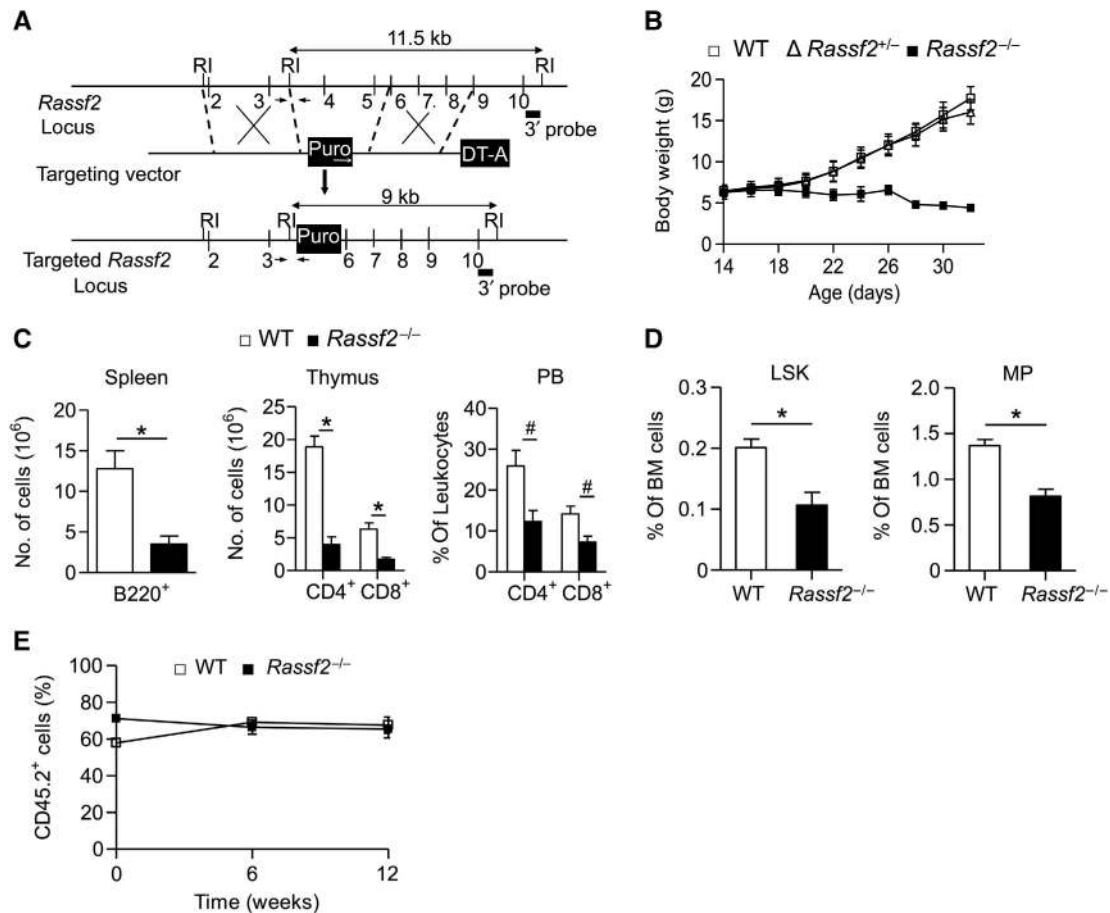 A
11.5 kb
RI RI RI
Rassf2 2 3 4 5 6 7 8 9 10
Locus 3′ probe
Puro DT-A
Targeting vector
9 kb
RI RI RI
Puro
Targeted Rassf2 2 3 6 7 8 9 10
Locus 3′ probe
B
WT Δ Rassf2+/− Rassf2−/−
Body weight (g)
20
15
10
5
0
14 18 22 26 30
Age (days)
C
WT Rassf2−/−
Spleen
No. of cells (10⁶)
20
15
10
5
0
*
B220+
Thymus
No. of cells (10⁶)
25
20
15
10
5
0
*
*
CD4+ CD8+
PB
% Of Leukocytes
40
30
20
10
0
#
#
CD4+ CD8+
D
LSK
% Of BM cells
0.3
0.2
0.1
0
*
WT Rassf2−/−
MP
% Of BM cells
2.0
1.5
1.0
0.5
0
*
WT Rassf2−/−
E
WT Rassf2−/−
CD45.2+ cells (%)
100
80
60
40
20
0
0 6 12
Time (weeks)